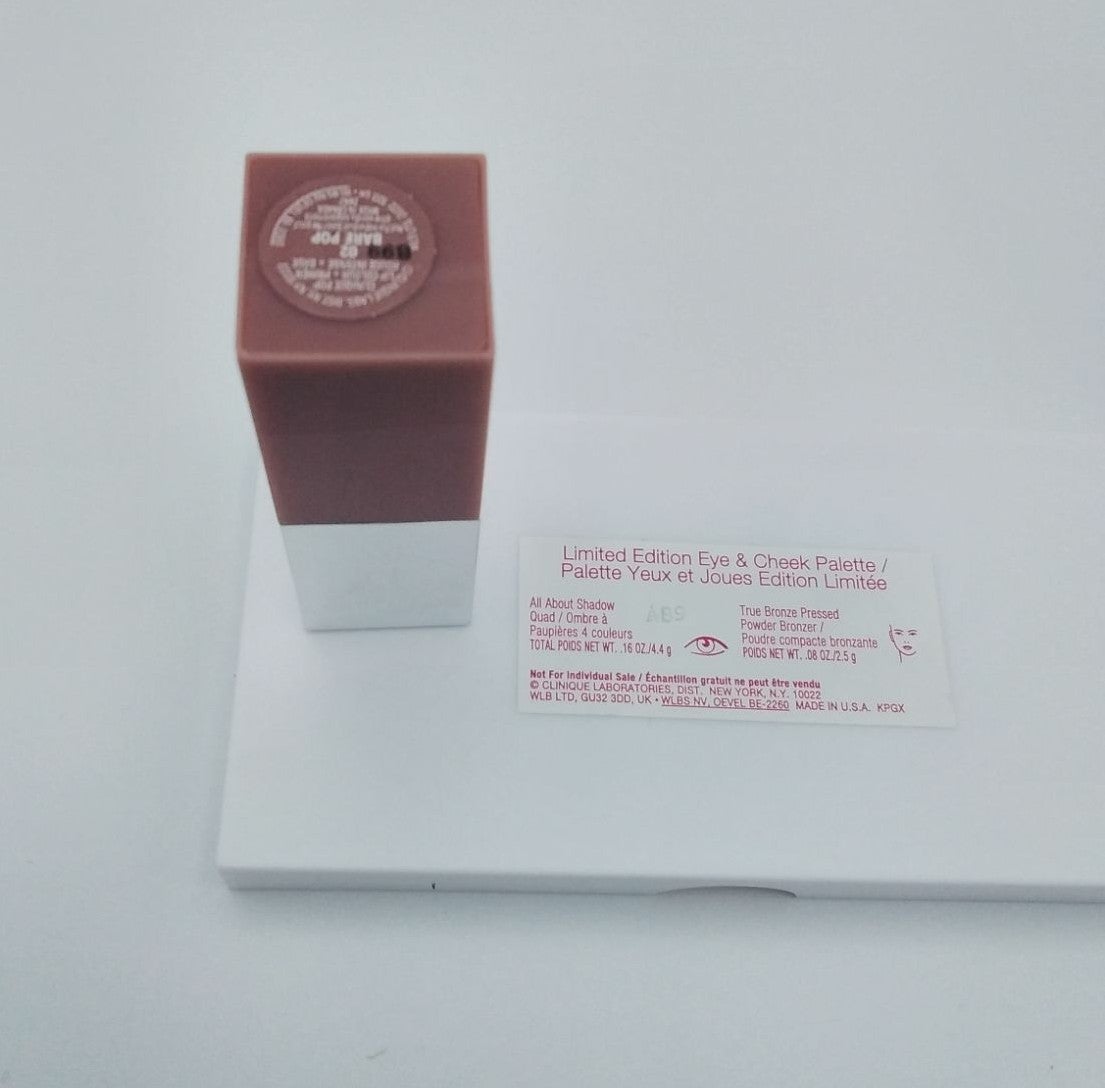 02
BARE POP
Limited Edition Eye & Cheek Palette /
Palette Yeux et Joues Edition Limitée
All About Shadow
Quad / Ombre à
Paupières 4 couleurs
TOTAL POIDS NET WT. .16 OZ./4.4 g
AB9
True Bronze Pressed
Powder Bronzer /
Poudre compacte bronzante
POIDS NET WT. .08 OZ./2.5 g
Not For Individual Sale / Échantillon gratuit ne peut être vendu
© CLINIQUE LABORATORIES, DIST. NEW YORK, N.Y. 10022
WLB LTD, GU32 3DD, UK • WLBS NV, OEVEL BE-2260 MADE IN U.S.A. KPGX